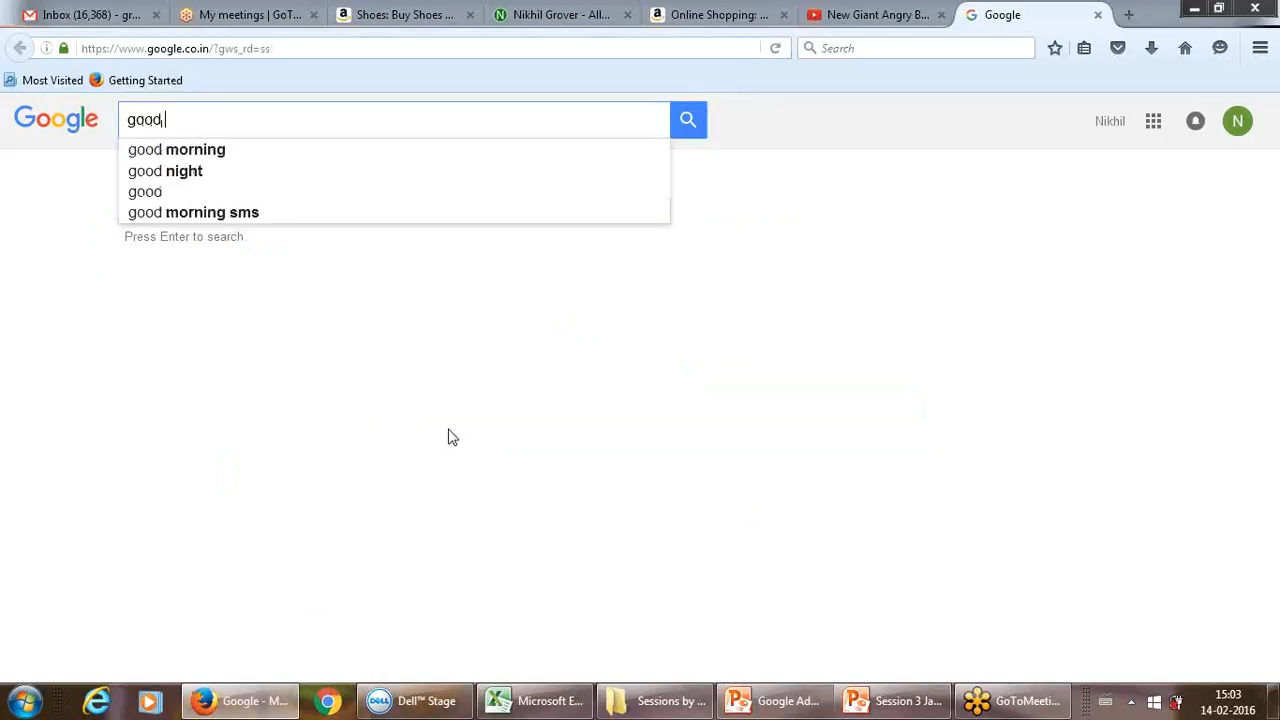 Inbox (16,368) - gr...
My meetings | GoT...
Shoes: Buy Shoes ...
Nikhil Grover - All...
Online Shopping: ...
New Giant Angry B...
Google
https://www.google.co.in/?gws_rd=ss
Search
Most Visited
Getting Started
Google
good
Nikhil
N
good morning
good night
good
good morning sms
Press Enter to search
Google - M...
DELL
Dell™ Stage
Microsoft E...
Sessions by ...
Google Ad...
Session 3 Ja...
GoToMeeti...
15:03
14-02-2016